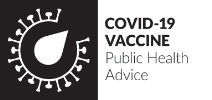 COVID-19
VACCINE
Public Health
Advice